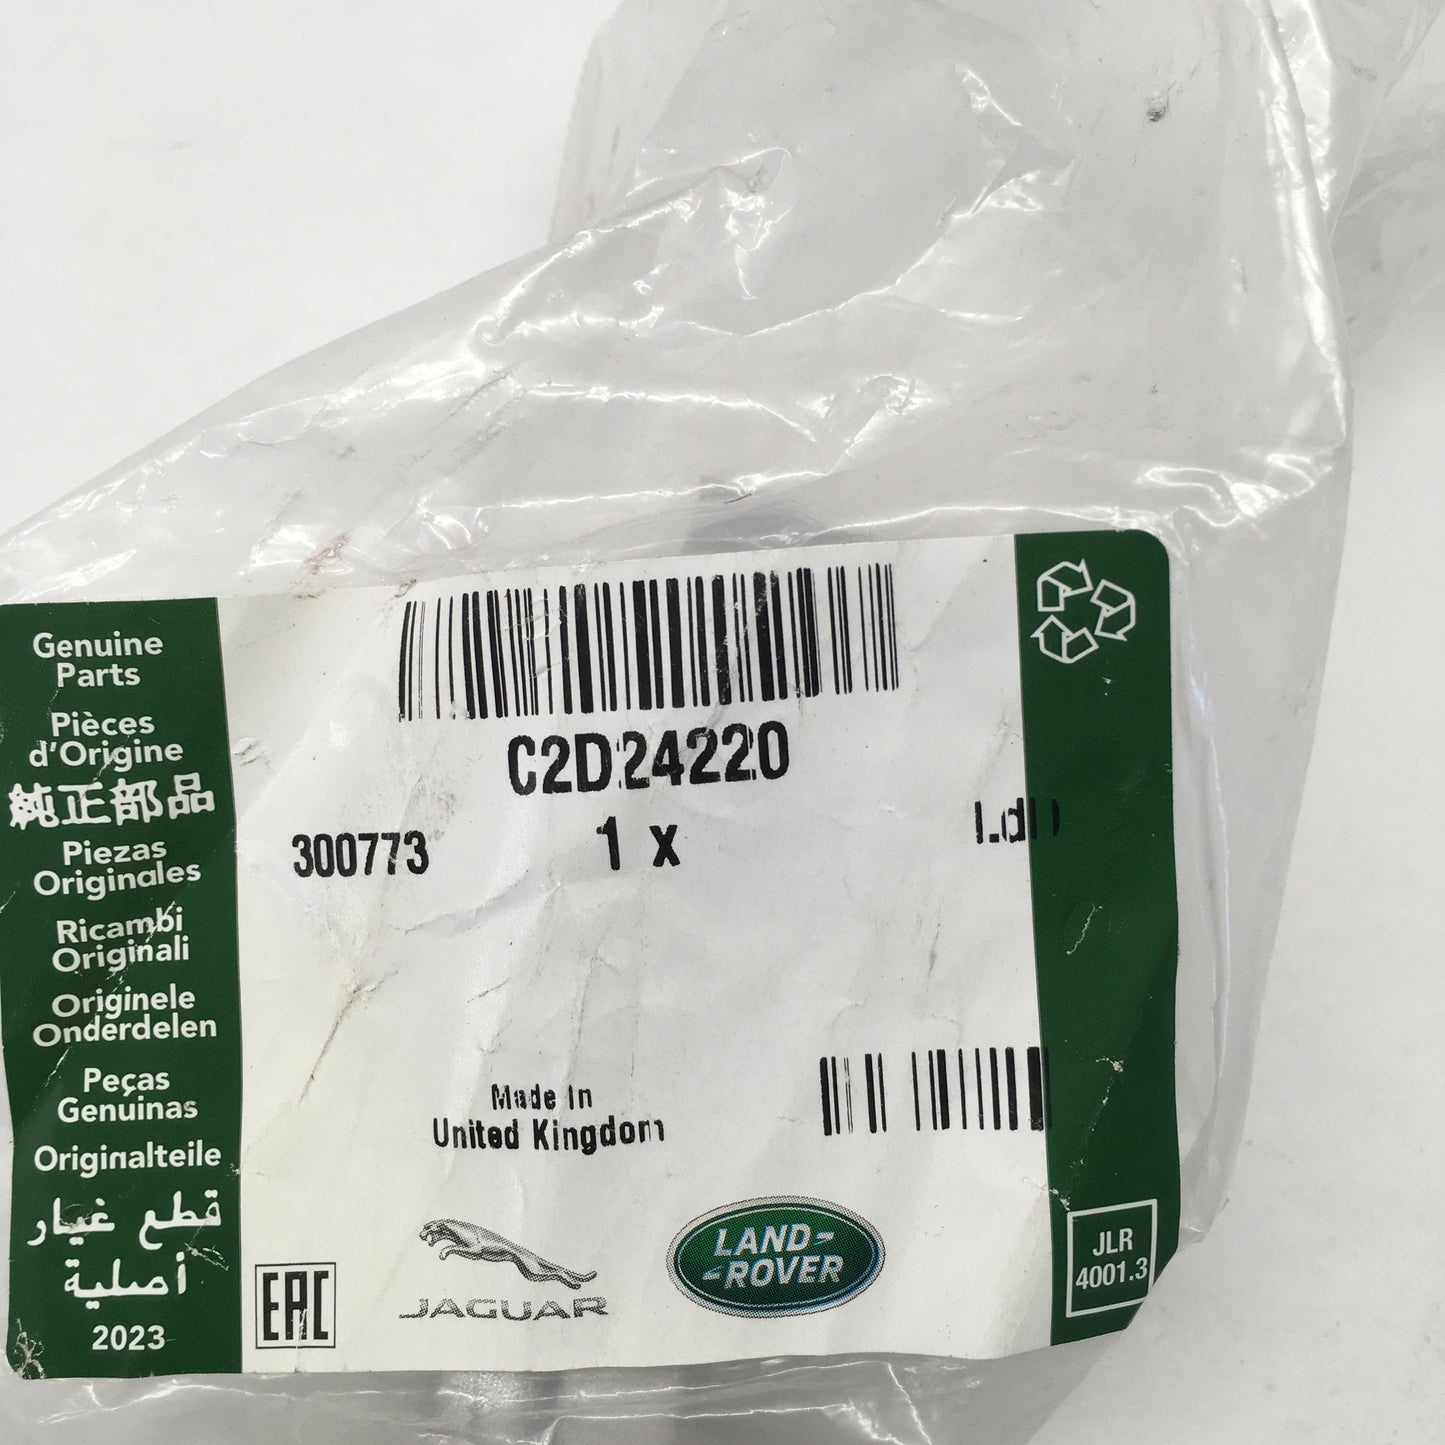 Genuine
Parts
Pièces
d'Origine
純正部品
Piezas
Originales
Ricambi
Originali
Originele
Onderdelen
Peças
Genuinas
Originalteile
قطع غيار
أصلية
2023
C2D24220
300773
1 x
Made In
United Kingdom
EAC
JAGUAR
LAND-
-ROVER
JLR
4001.3